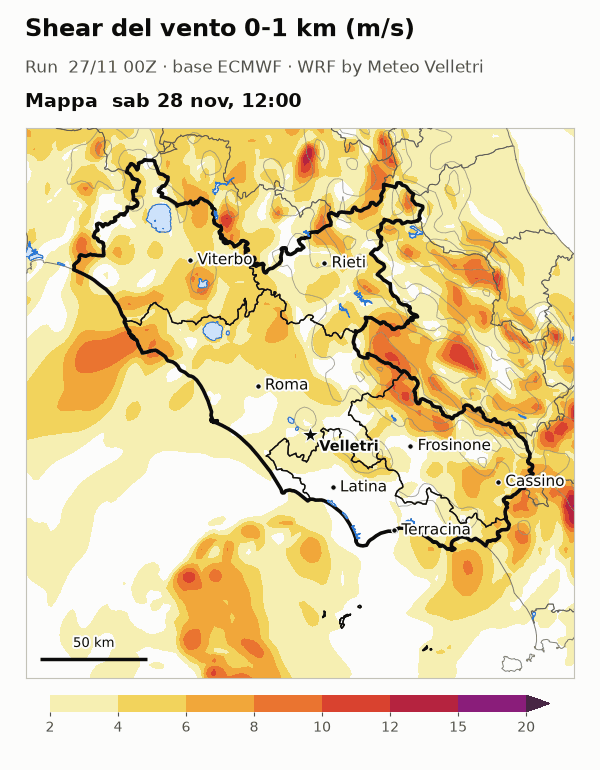 Shear del vento 0-1 km (m/s)
Run  27/11 00Z · base ECMWF · WRF by Meteo Velletri
Mappa  sab 28 nov, 12:00
Viterbo
Rieti
Roma
Velletri
Frosinone
Cassino
Latina
Terracina
50 km
2 4 6 8 10 12 15 20